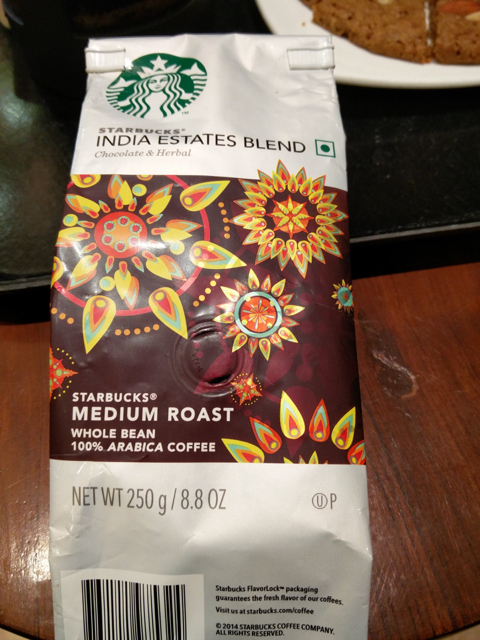 STARBUCKS®
INDIA ESTATES BLEND
Chocolate & Herbal
STARBUCKS®
MEDIUM ROAST
WHOLE BEAN
100% ARABICA COFFEE
NET WT 250 g / 8.8 OZ
Ⓤ P
Starbucks FlavorLock™ packaging
guarantees the fresh flavor of our coffees.
Visit us at starbucks.com/coffee
© 2014 STARBUCKS COFFEE COMPANY.
ALL RIGHTS RESERVED.